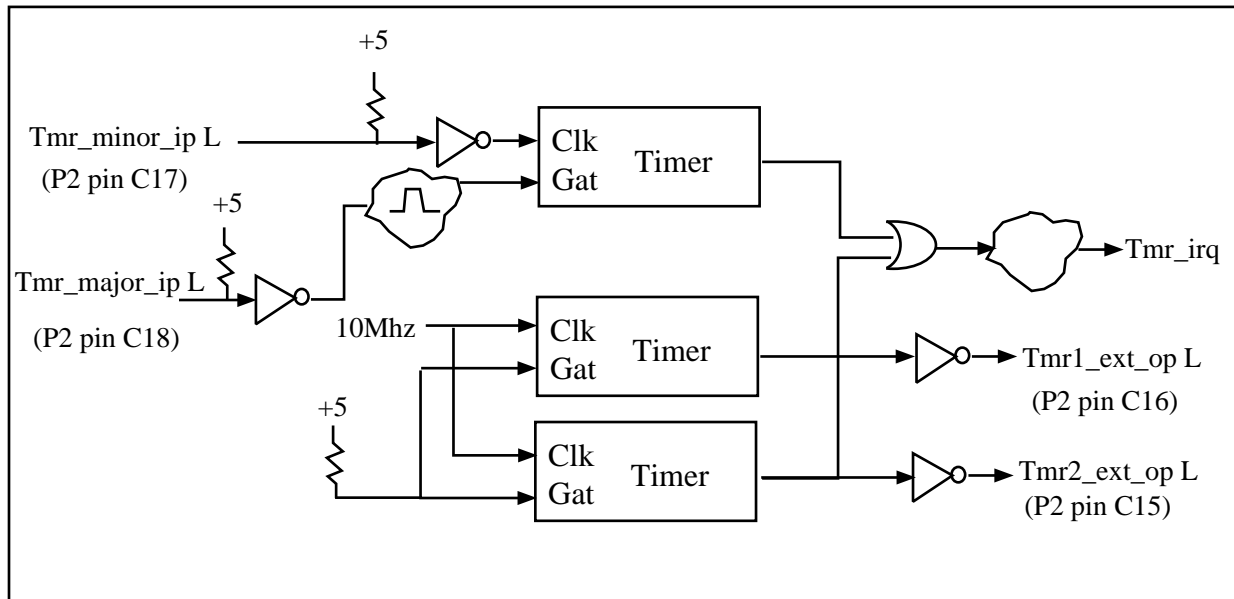 +5
Tmr_minor_ip L
(P2 pin C17)
Clk
Gat
Timer
+5
Tmr_major_ip L
(P2 pin C18)
Tmr_irq
10Mhz
Clk
Gat
Timer
Tmr1_ext_op L
(P2 pin C16)
+5
Clk
Gat
Timer
Tmr2_ext_op L
(P2 pin C15)